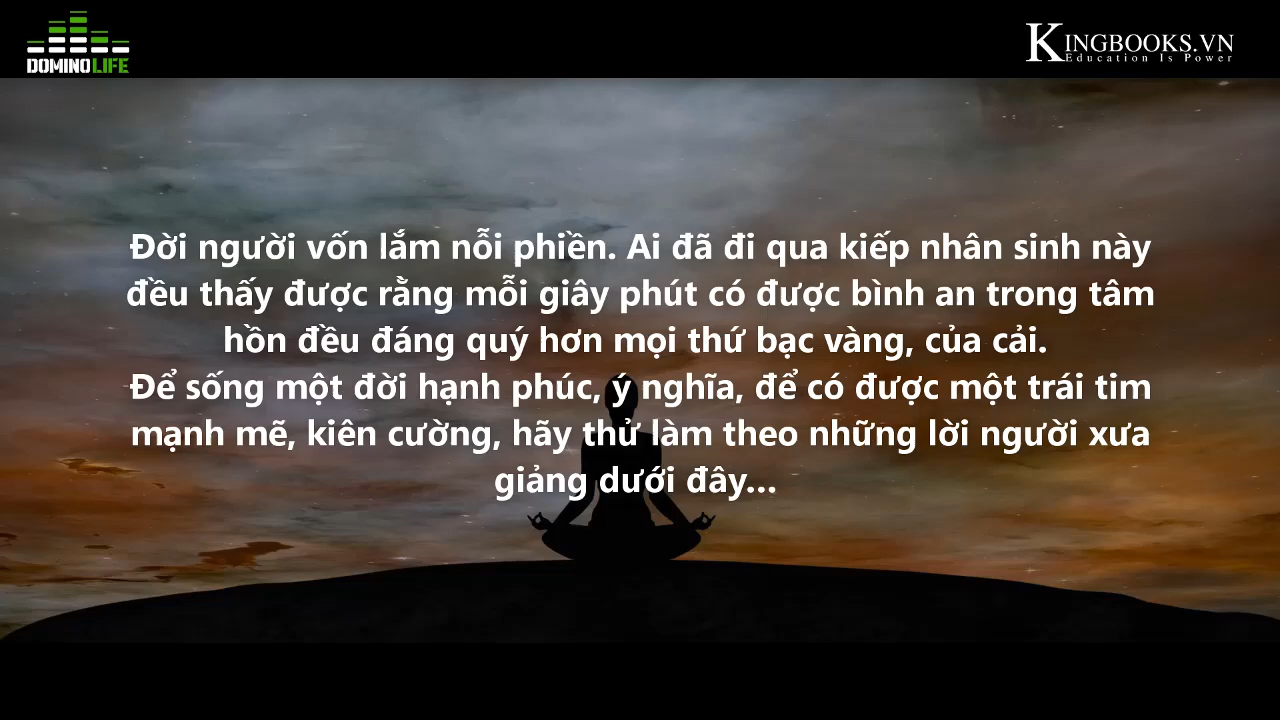 DOMINOLIFE
KINGBOOKS.VN
Education Is Power
Đời người vốn lắm nỗi phiền. Ai đã đi qua kiếp nhân sinh này
đều thấy được rằng mỗi giây phút có được bình an trong tâm
hồn đều đáng quý hơn mọi thứ bạc vàng, của cải.
Để sống một đời hạnh phúc, ý nghĩa, để có được một trái tim
mạnh mẽ, kiên cường, hãy thử làm theo những lời người xưa
giảng dưới đây...